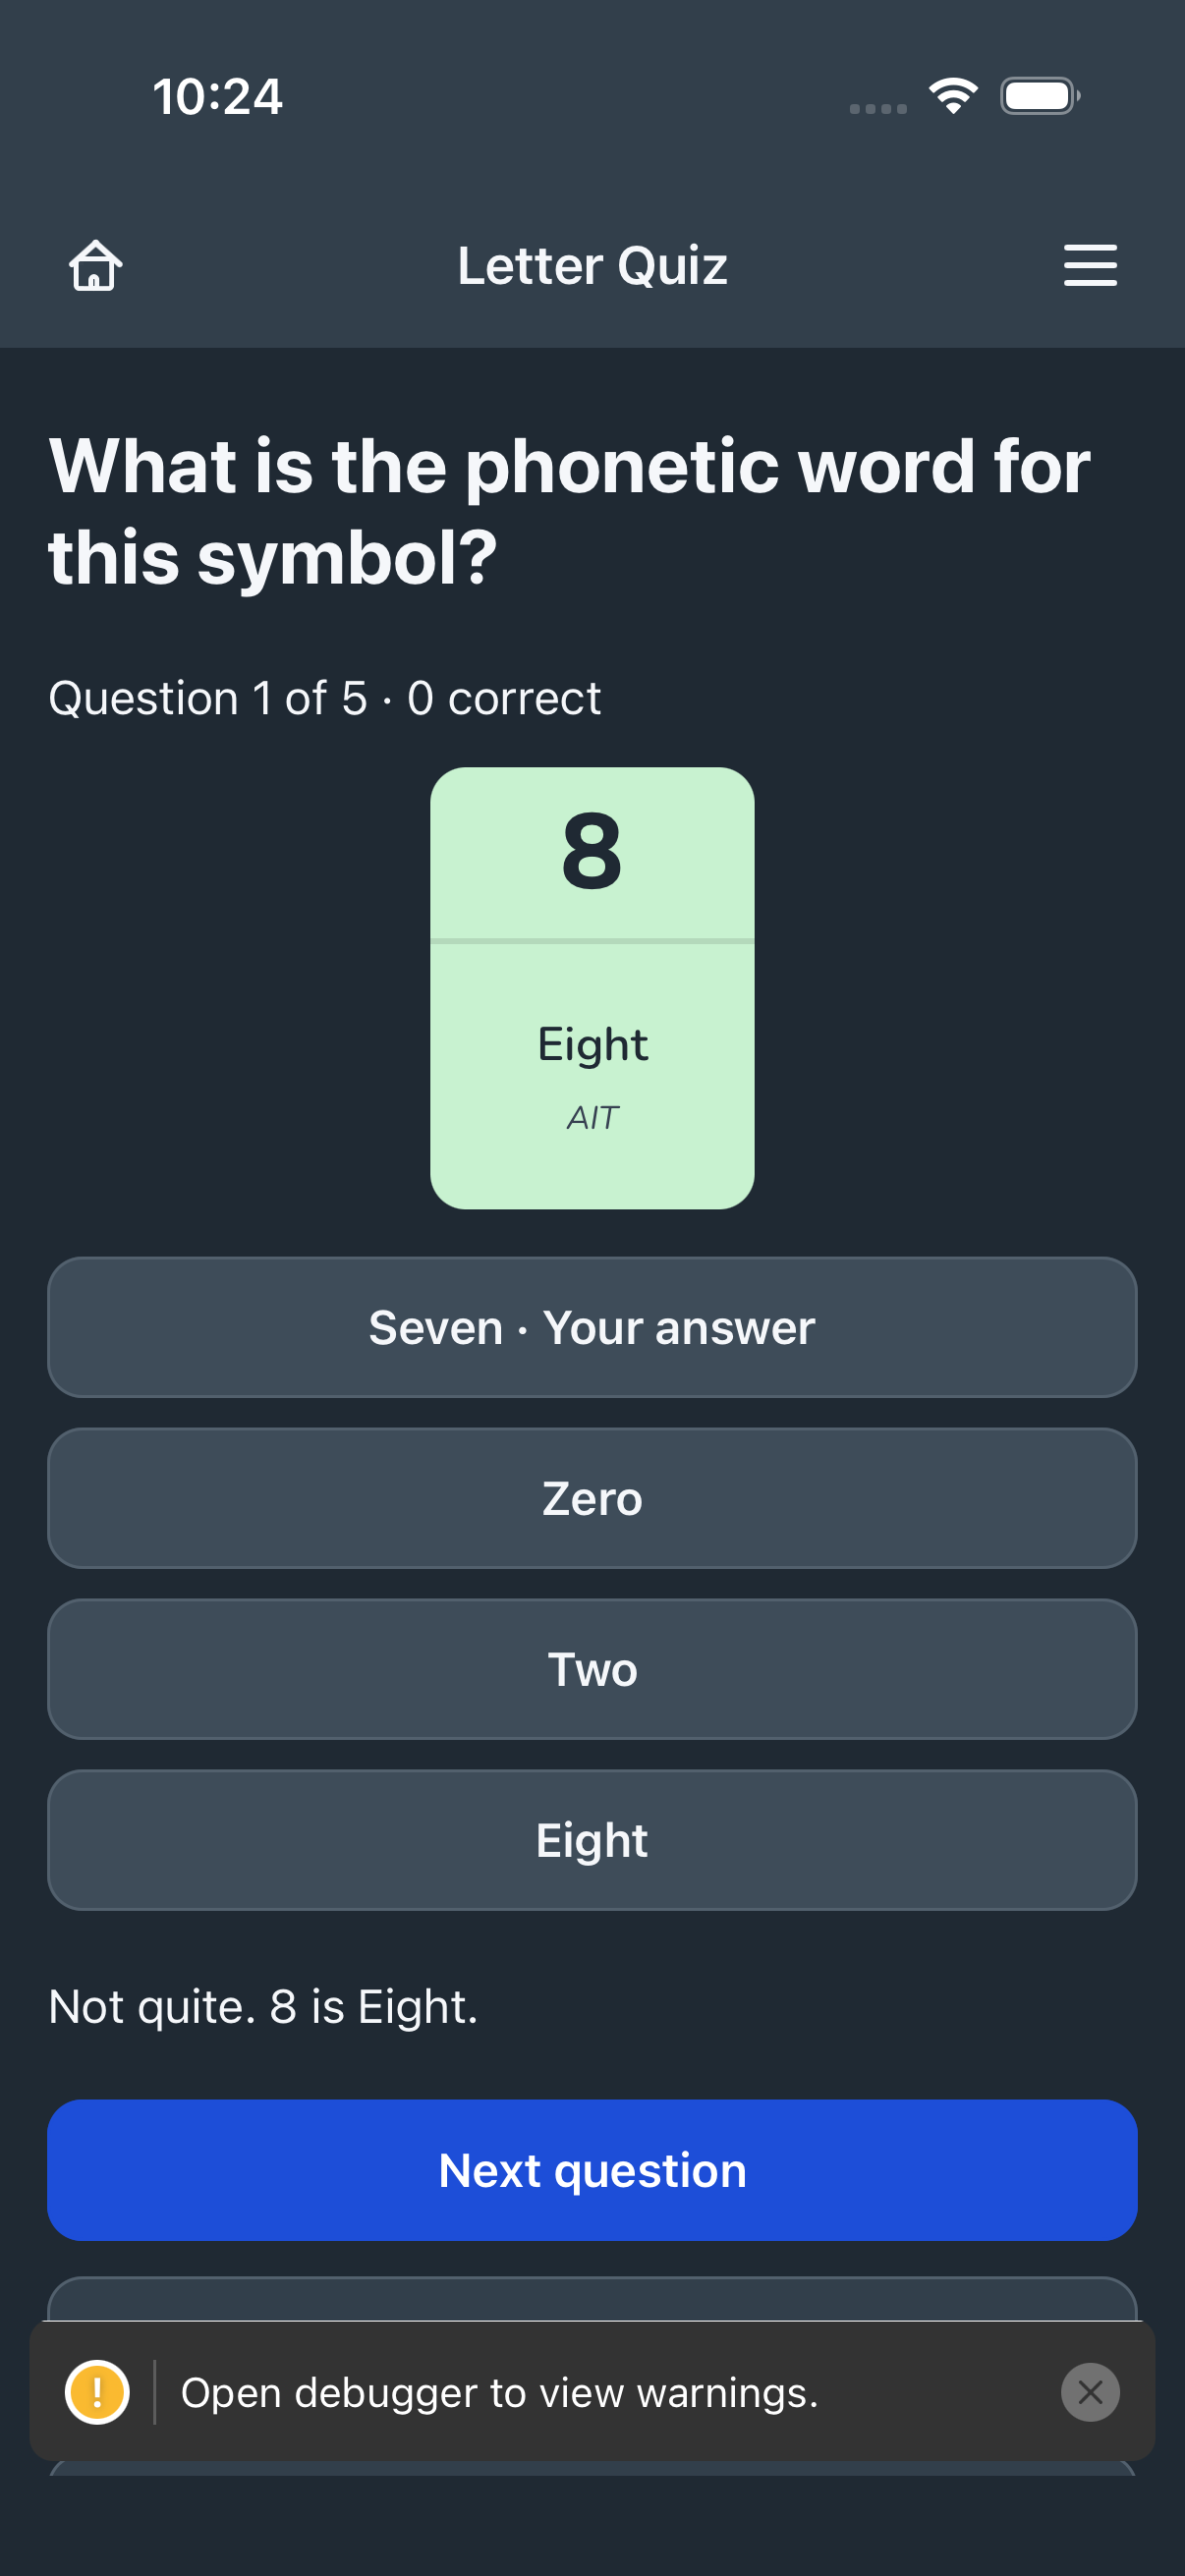 10:24
Letter Quiz
What is the phonetic word for
this symbol?
Question 1 of 5 · 0 correct
8
Eight
AIT
Seven · Your answer
Zero
Two
Eight
Not quite. 8 is Eight.
Next question
! Open debugger to view warnings.